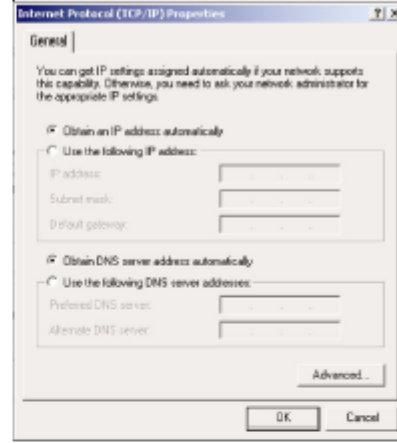 Internet Protocol (TCP/IP) Properties
General
You can get IP settings assigned automatically if your network supports
this capability. Otherwise, you need to ask your network administrator for
the appropriate IP settings.
Obtain an IP address automatically
Use the following IP address:
IP address:
Subnet mask:
Default gateway:
Obtain DNS server address automatically
Use the following DNS server addresses:
Preferred DNS server:
Alternate DNS server:
Advanced...
OK Cancel